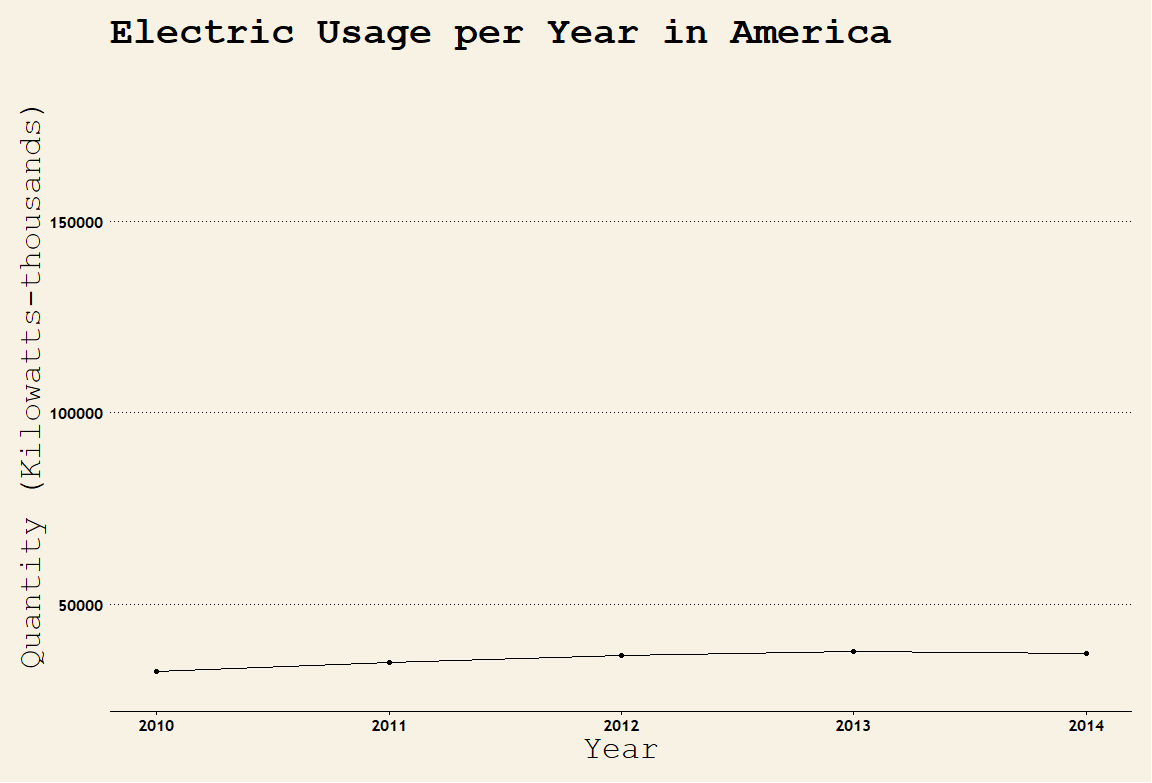 Electric Usage per Year in America
Quantity (Kilowatts-thousands)
150000
100000
50000
2010 2011 2012 2013 2014
Year